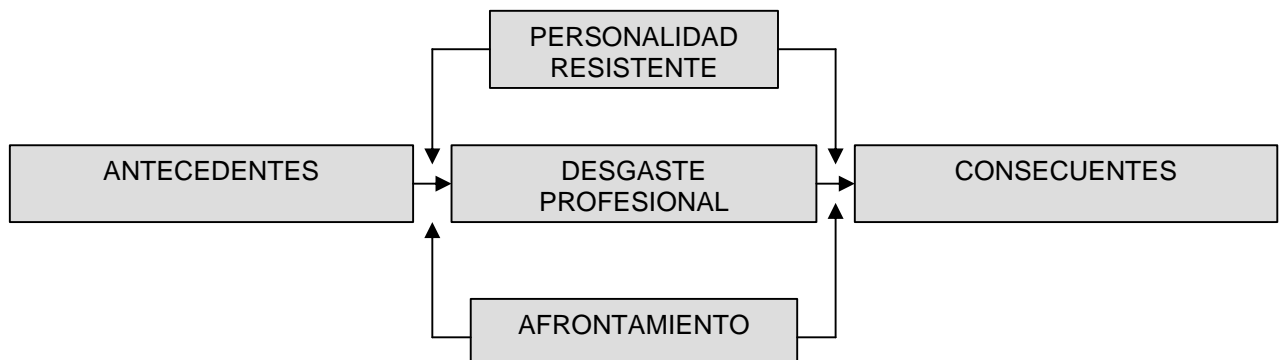 PERSONALIDAD
RESISTENTE
ANTECEDENTES
DESGASTE
PROFESIONAL
CONSECUENTES
AFRONTAMIENTO